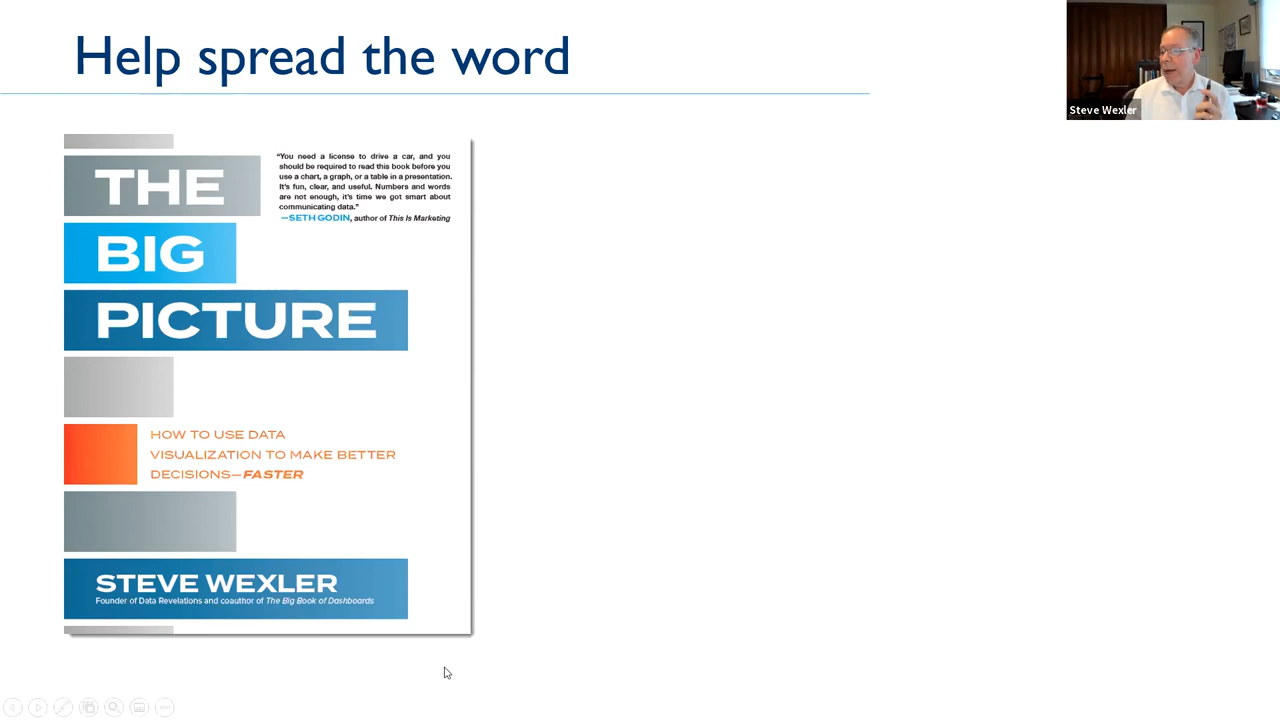 Help spread the word
Steve Wexler
THE
BIG
PICTURE
“You need a license to drive a car, and you
should be required to read this book before you
use a chart, a graph, or a table in a presentation.
It’s fun, clear, and useful. Numbers and words
are not enough, it’s time we got smart about
communicating data.”
—SETH GODIN, author of This Is Marketing
HOW TO USE DATA
VISUALIZATION TO MAKE BETTER
DECISIONS—FASTER
STEVE WEXLER
Founder of Data Revelations and coauthor of The Big Book of Dashboards